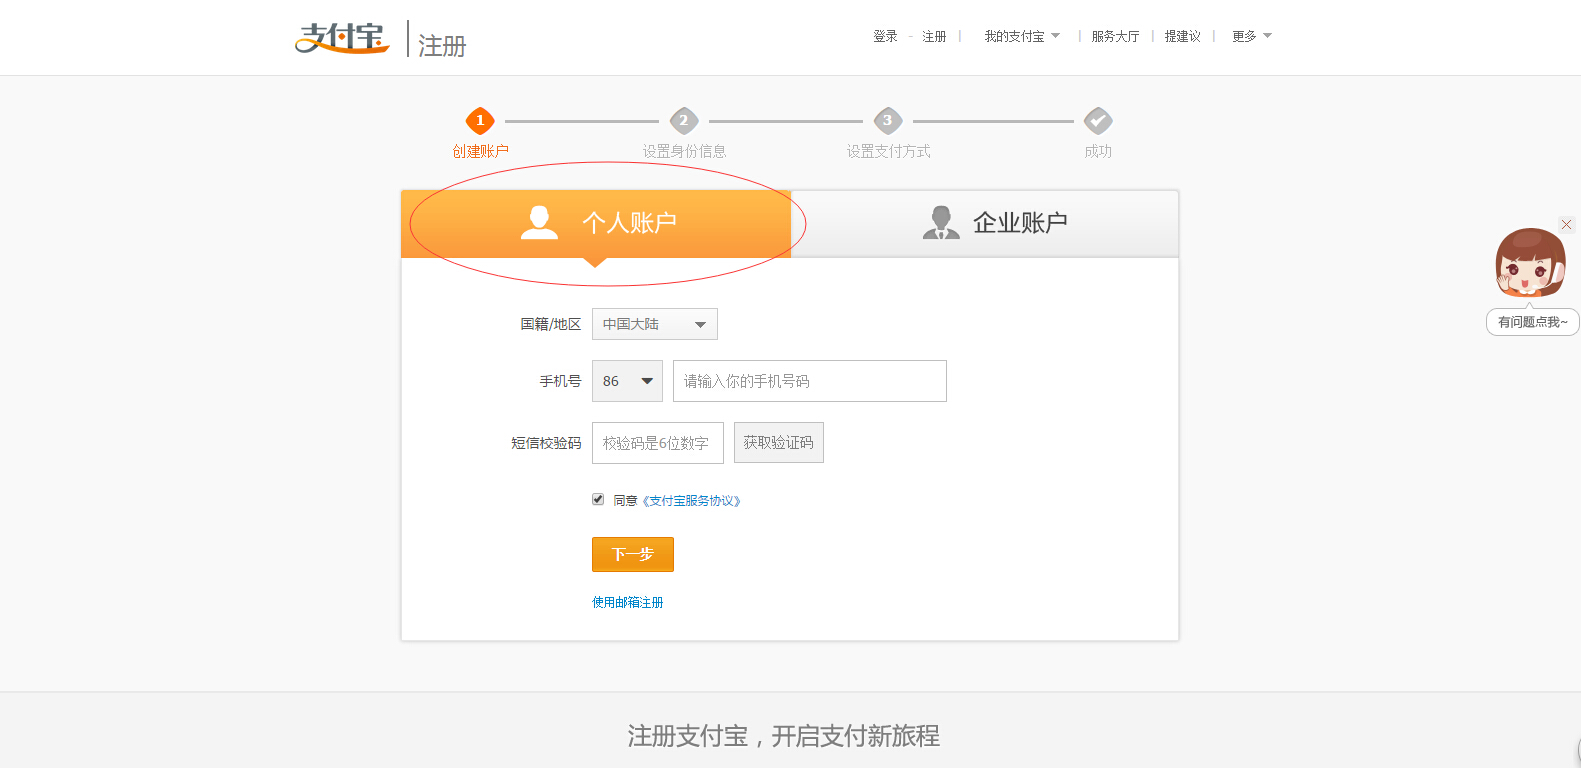 支付宝 注册
登录 - 注册 | 我的支付宝 | 服务大厅 | 提建议 | 更多
1 2 3
创建账户 设置身份信息 设置支付方式 成功
个人账户 企业账户
国籍/地区 中国大陆
手机号 86 请输入你的手机号码
短信校验码 校验码是6位数字 获取验证码
同意《支付宝服务协议》
下一步
使用邮箱注册
有问题点我~
注册支付宝，开启支付新旅程